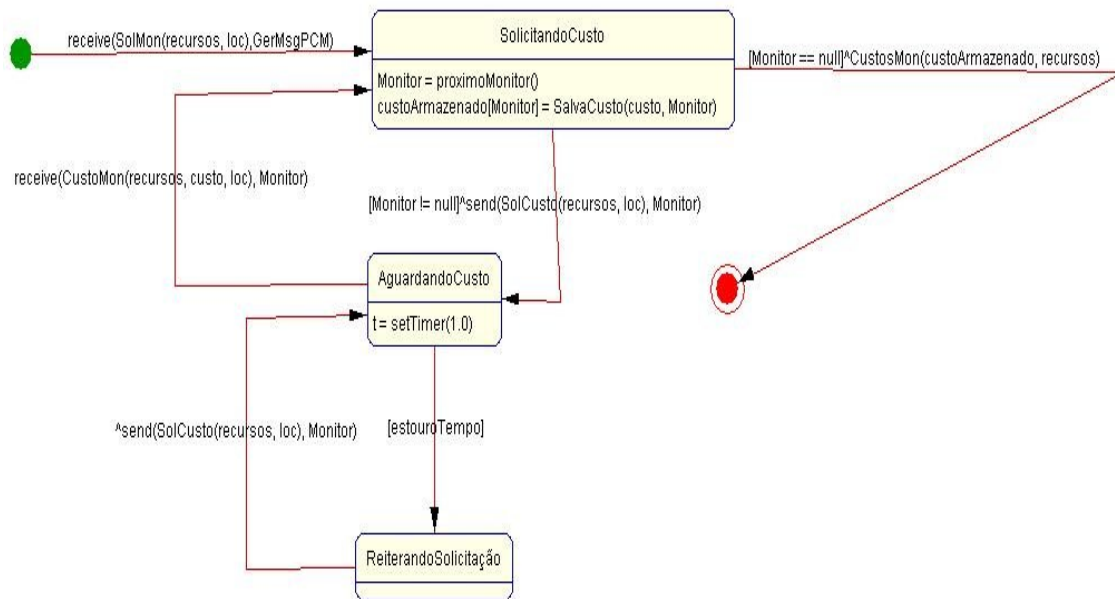 receive(SolMon(recursos, loc),GerMsgPCM)
SolicitandoCusto
Monitor = proximoMonitor()
custoArmazenado[Monitor] = SalvaCusto(custo, Monitor)
[Monitor == null]^CustosMon(custoArmazenado, recursos)
receive(CustoMon(recursos, custo, loc), Monitor)
[Monitor != null]^send(SolCusto(recursos, loc), Monitor)
AguardandoCusto
t = setTimer(1.0)
^send(SolCusto(recursos, loc), Monitor)
[estouroTempo]
ReiterandoSolicitação